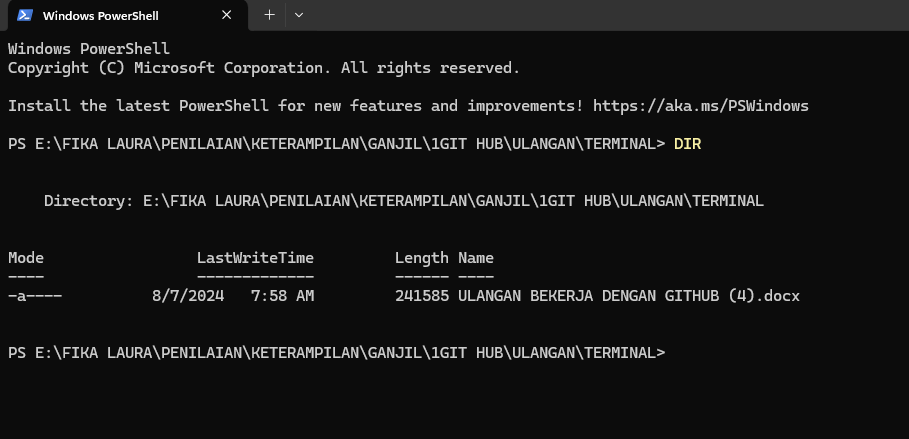 Windows PowerShell
Windows PowerShell
Copyright (C) Microsoft Corporation. All rights reserved.
Install the latest PowerShell for new features and improvements! https://aka.ms/PSWindows
PS E:\FIKA LAURA\PENILAIAN\KETERAMPILAN\GANJIL\1GIT HUB\ULANGAN\TERMINAL> DIR
Directory: E:\FIKA LAURA\PENILAIAN\KETERAMPILAN\GANJIL\1GIT HUB\ULANGAN\TERMINAL
Mode LastWriteTime Length Name
---- ------------- ------ ----
-a---- 8/7/2024 7:58 AM 241585 ULANGAN BEKERJA DENGAN GITHUB (4).docx
PS E:\FIKA LAURA\PENILAIAN\KETERAMPILAN\GANJIL\1GIT HUB\ULANGAN\TERMINAL>